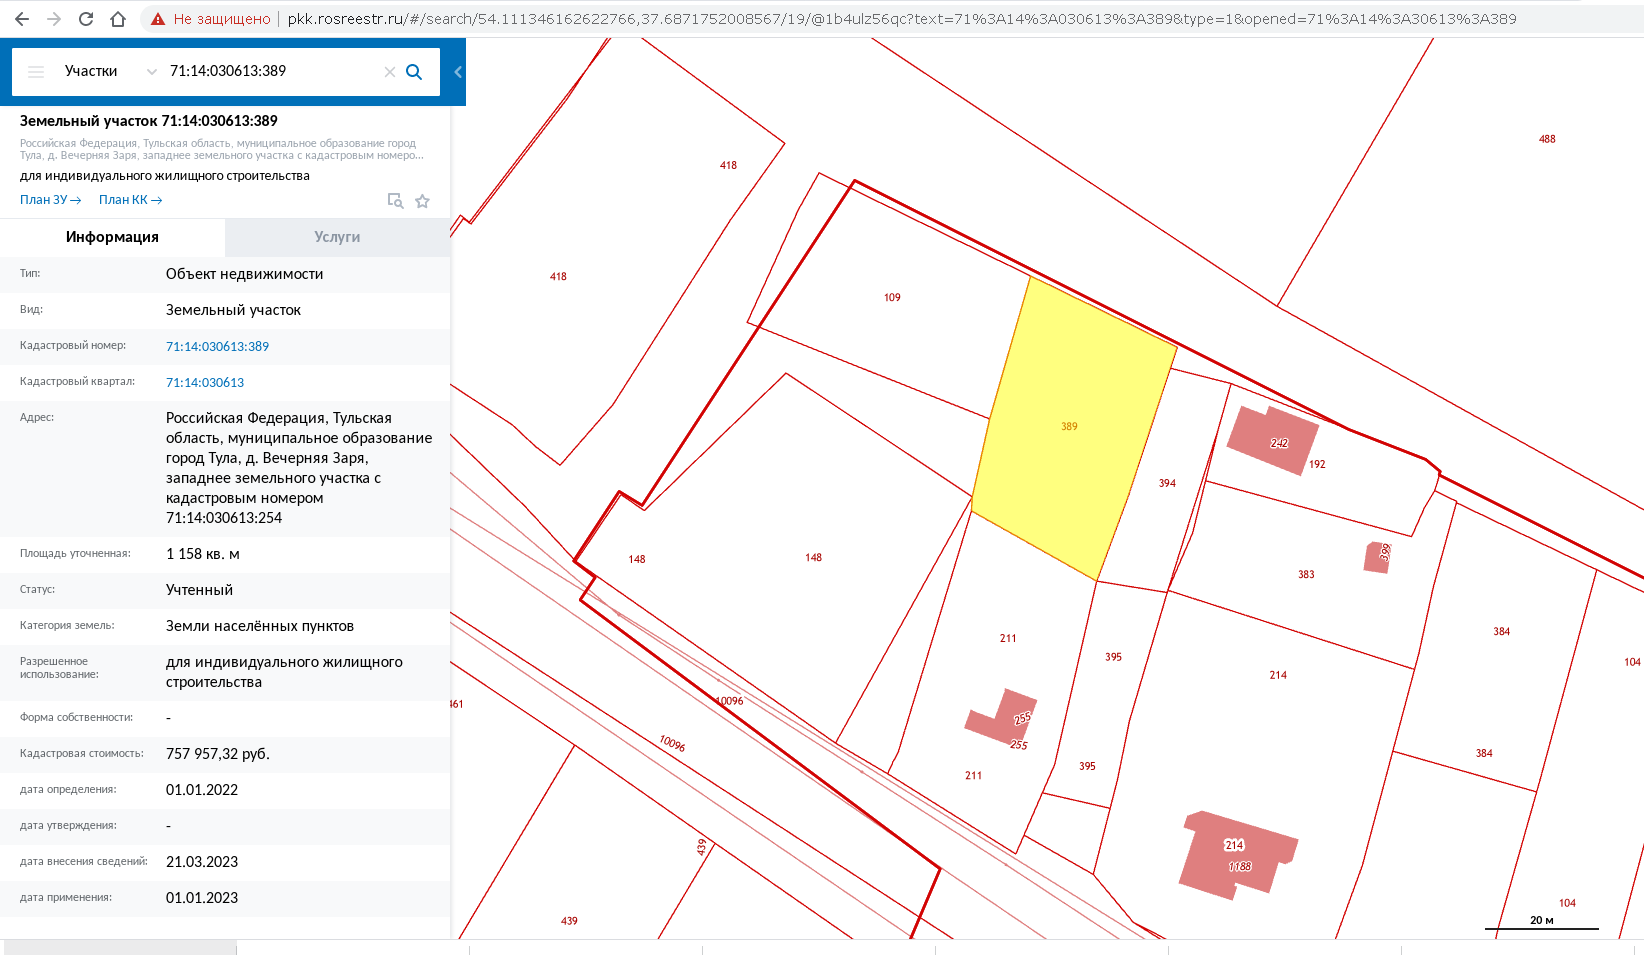 Не защищено
pkk.rosreestr.ru/#/search/54.111346162622766,37.6871752008567/19/@1b4ulz56qc?text=71%3A14%3A030613%3A389&type=1&opened=71%3A14%3A30613%3A389
Участки
71:14:030613:389
Земельный участок 71:14:030613:389
Российская Федерация, Тульская область, муниципальное образование город
Тула, д. Вечерняя Заря, западнее земельного участка с кадастровым номеро...
для индивидуального жилищного строительства
План ЗУ→ План КК→
Информация
Услуги
Тип: Объект недвижимости
Вид: Земельный участок
Кадастровый номер: 71:14:030613:389
Кадастровый квартал: 71:14:030613
Адрес: Российская Федерация, Тульская
область, муниципальное образование
город Тула, д. Вечерняя Заря,
западнее земельного участка с
кадастровым номером
71:14:030613:254
Площадь уточненная: 1 158 кв. м
Статус: Учтенный
Категория земель: Земли населённых пунктов
Разрешенное
использование:
для индивидуального жилищного
строительства
Форма собственности: -
Кадастровая стоимость: 757 957,32 руб.
дата определения: 01.01.2022
дата утверждения: -
дата внесения сведений: 21.03.2023
дата применения: 01.01.2023
488
418
418
109
389
242
192
394
148
148
399
383
211
395
384
104
214
461
10096
255
10096
255
384
395
211
439
214
1188
104
439
20 м